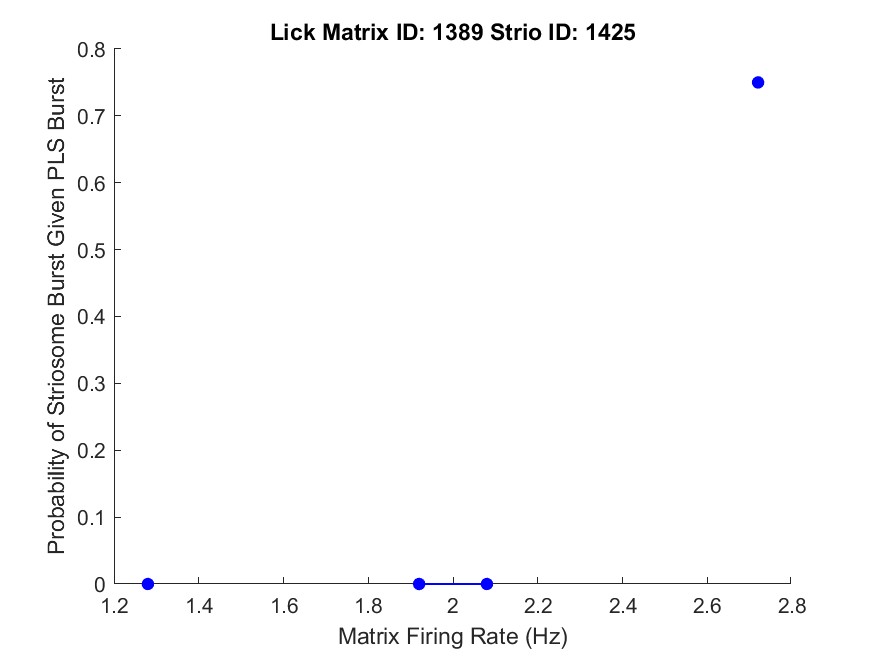 Lick Matrix ID: 1389 Strio ID: 1425
Probability of Striosome Burst Given PLS Burst
0.8
0.7
0.6
0.5
0.4
0.3
0.2
0.1
0
1.2 1.4 1.6 1.8 2 2.2 2.4 2.6 2.8
Matrix Firing Rate (Hz)